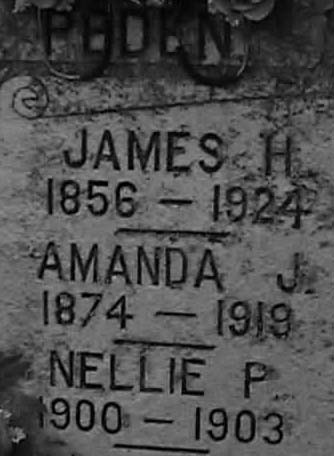 PEDEN
JAMES H.
1856 – 1924
AMANDA J.
1874 – 1919
NELLIE P.
1900 – 1903